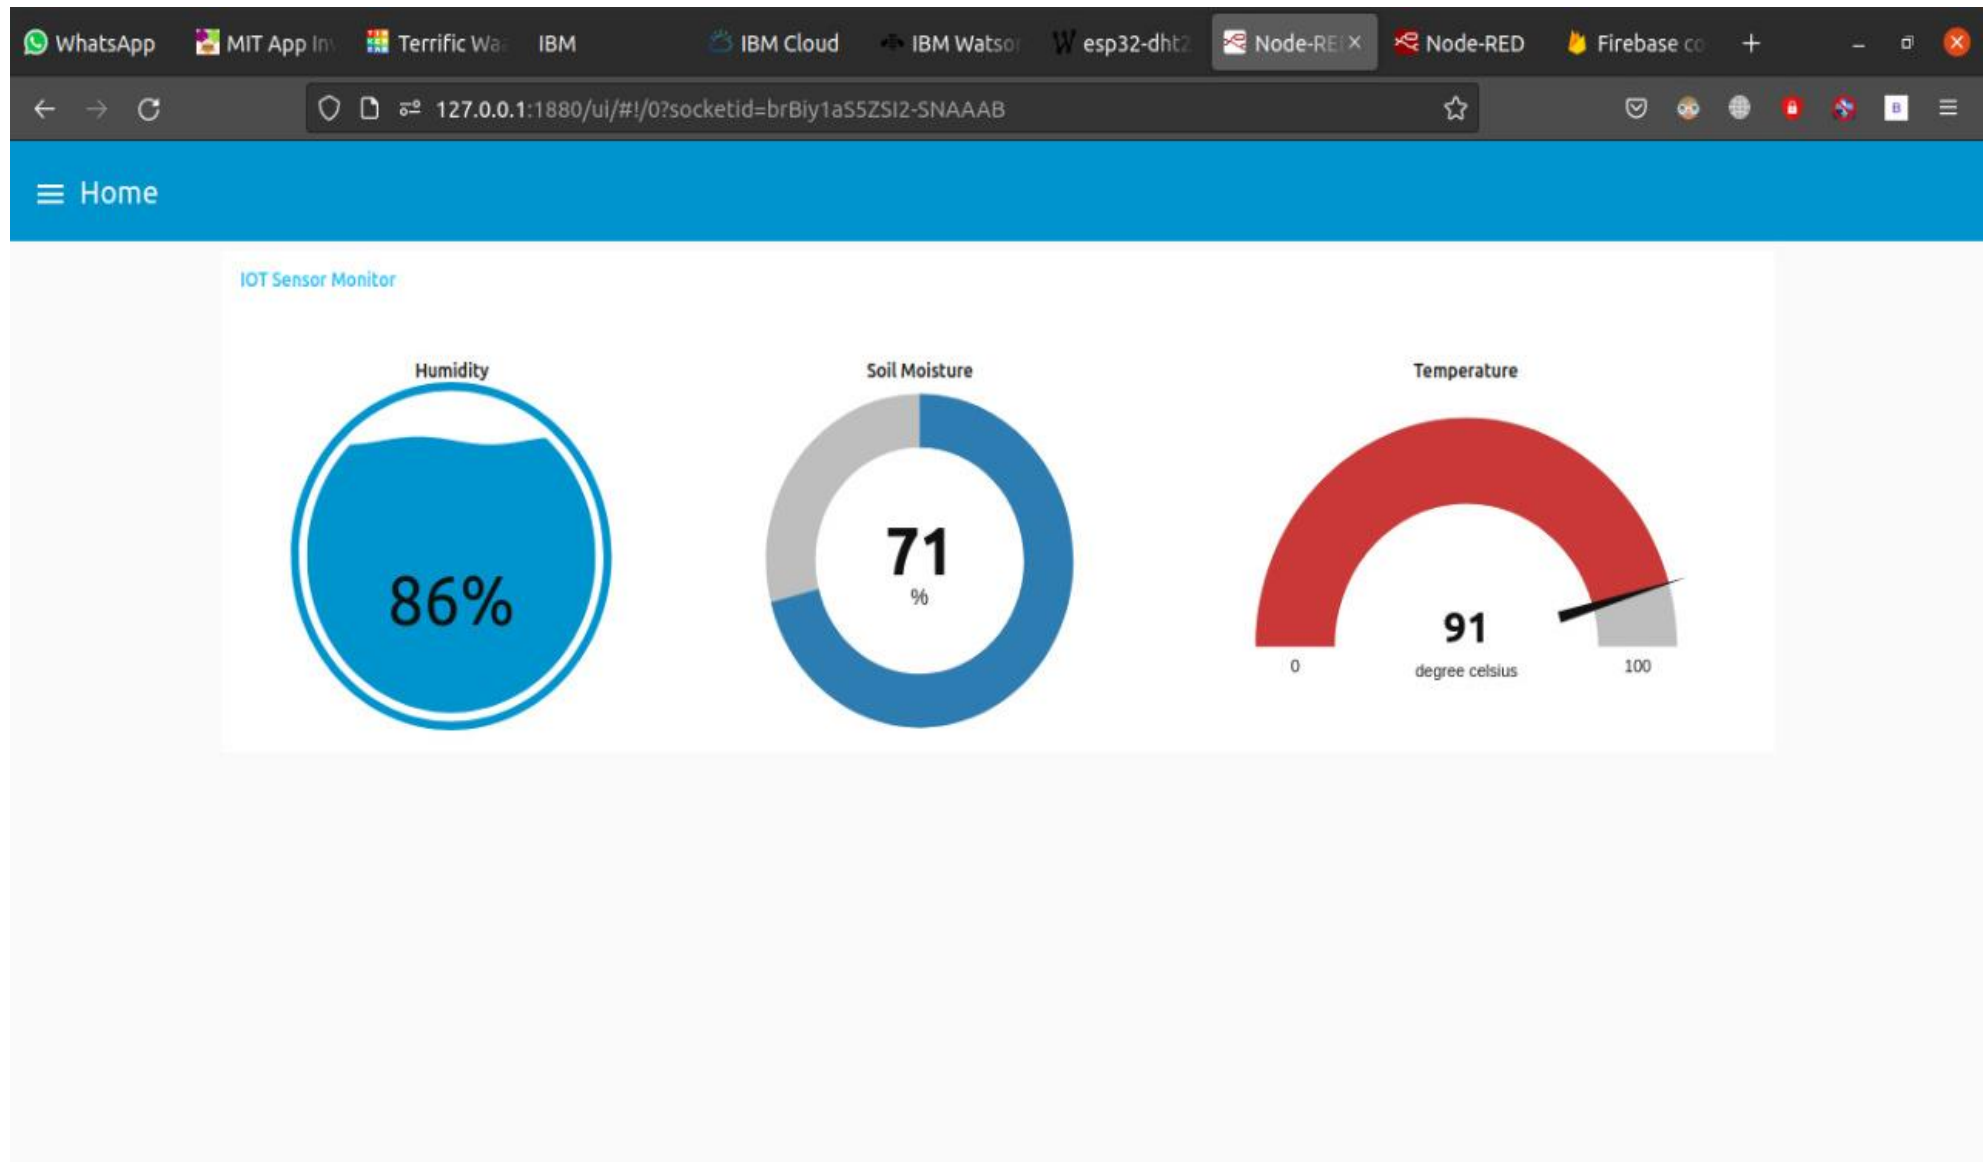 WhatsApp MIT App In Terrific Wa IBM IBM Cloud IBM Watso esp32-dht2 Node-RE Node-RED Firebase co
127.0.0.1:1880/ui/#!/0?socketid=brBiy1aS5ZSI2-SNAAAB
Home
IOT Sensor Monitor
Humidity Soil Moisture Temperature
86%
71
%
91
0 degree celsius 100